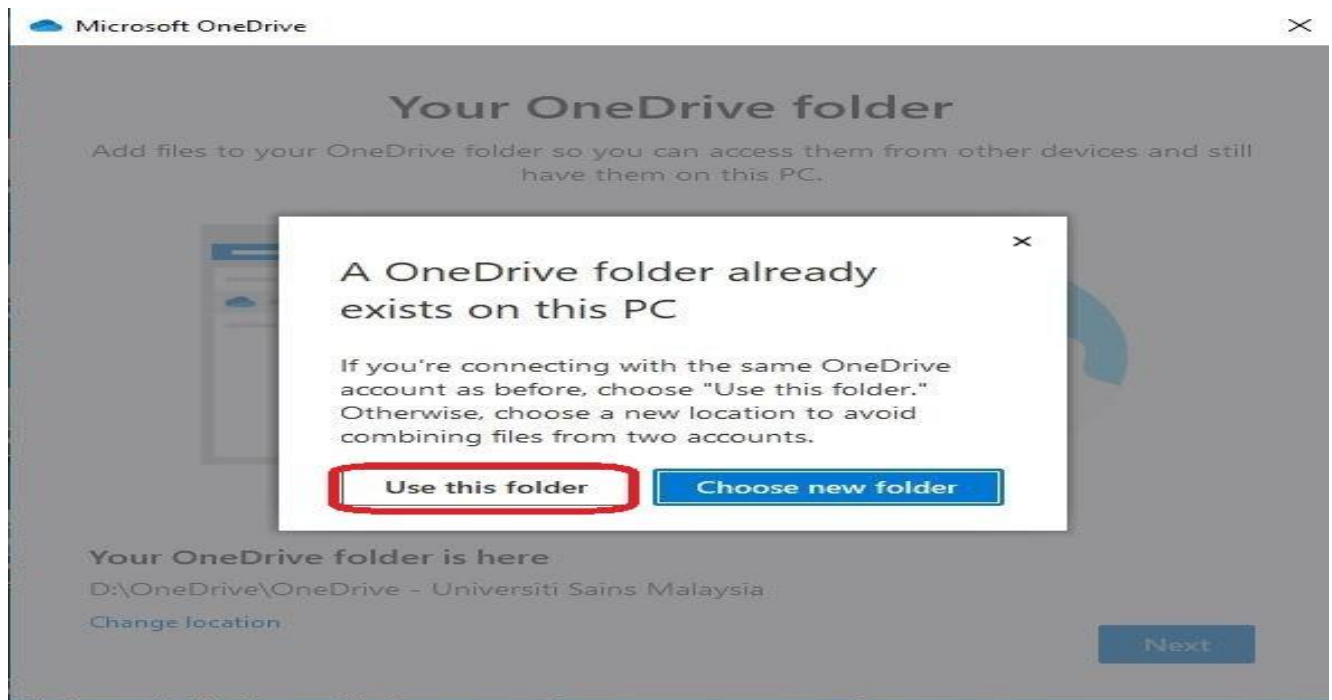 Microsoft OneDrive
Your OneDrive folder
Add files to your OneDrive folder so you can access them from other devices and still
have them on this PC.
A OneDrive folder already
exists on this PC
If you're connecting with the same OneDrive
account as before, choose "Use this folder."
Otherwise, choose a new location to avoid
combining files from two accounts.
Use this folder
Choose new folder
Your OneDrive folder is here
D:\OneDrive\OneDrive - Universiti Sains Malaysia
Change location
Next